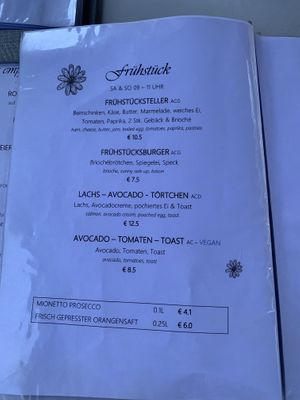 Frühstück
SA & SO 09 – 11 UHR
FRÜHSTÜCKSTELLER ACG
Beinschinken, Käse, Butter, Marmelade, weiches Ei,
Tomaten, Paprika, 2 Stk. Gebäck & Brioché
ham, cheese, butter, jam, boiled egg, tomatoes, paprika, pastries
€ 10.5
FRÜHSTÜCKSBURGER ACG
Briochébrötchen, Spiegelei, Speck
brioche, sunny side up, bacon
€ 7.5
LACHS – AVOCADO - TÖRTCHEN ACD
Lachs, Avocadocreme, pochiertes Ei & Toast
salmon, avocado cream, poached egg, toast
€ 12.5
AVOCADO – TOMATEN – TOAST AC – VEGAN
Avocado, Tomaten, Toast
avocado, tomatoes, toast
€ 8.5
MIONETTO PROSECCO 0.1L € 4.1
FRISCH GEPRESSTER ORANGENSAFT 0.25L € 6.0